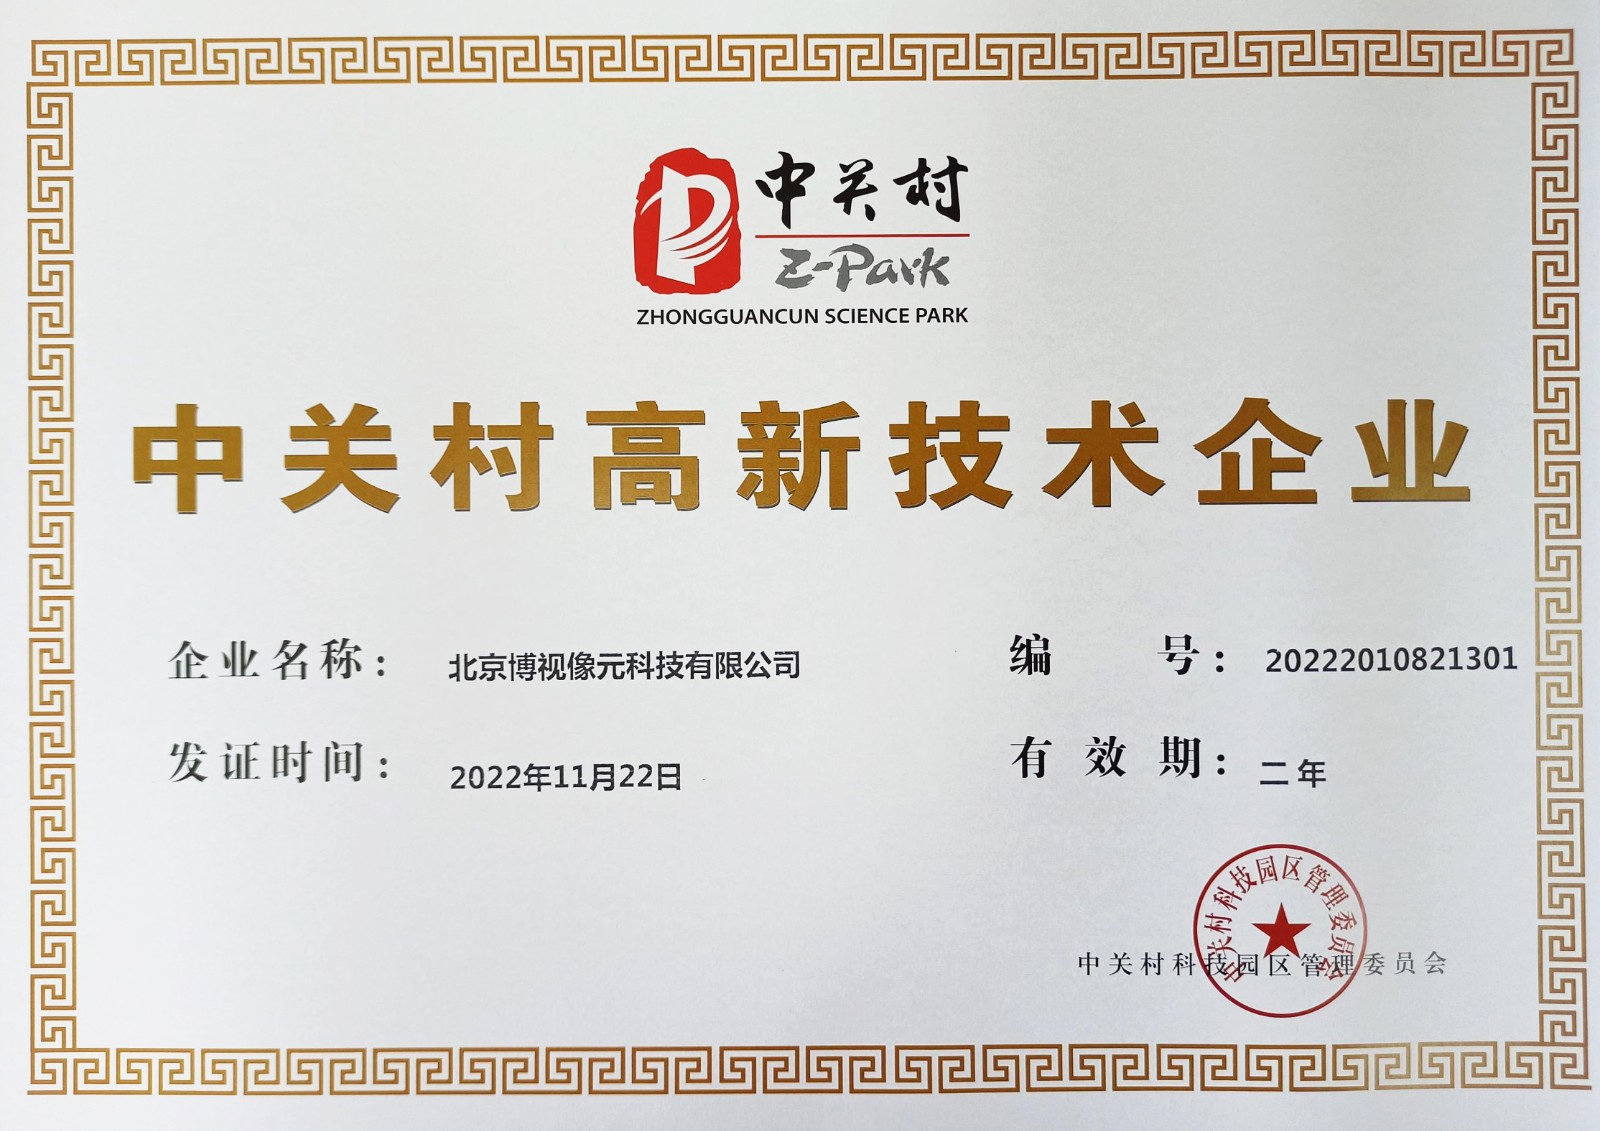 中关村
Z-Park
ZHONGGUANCUN SCIENCE PARK
中关村高新技术企业
企业名称： 北京博视像元科技有限公司
编 号： 20222010821301
发证时间： 2022年11月22日
有 效 期： 二年
中关村科技园区管理委员会
中关村科技园区管理委员会